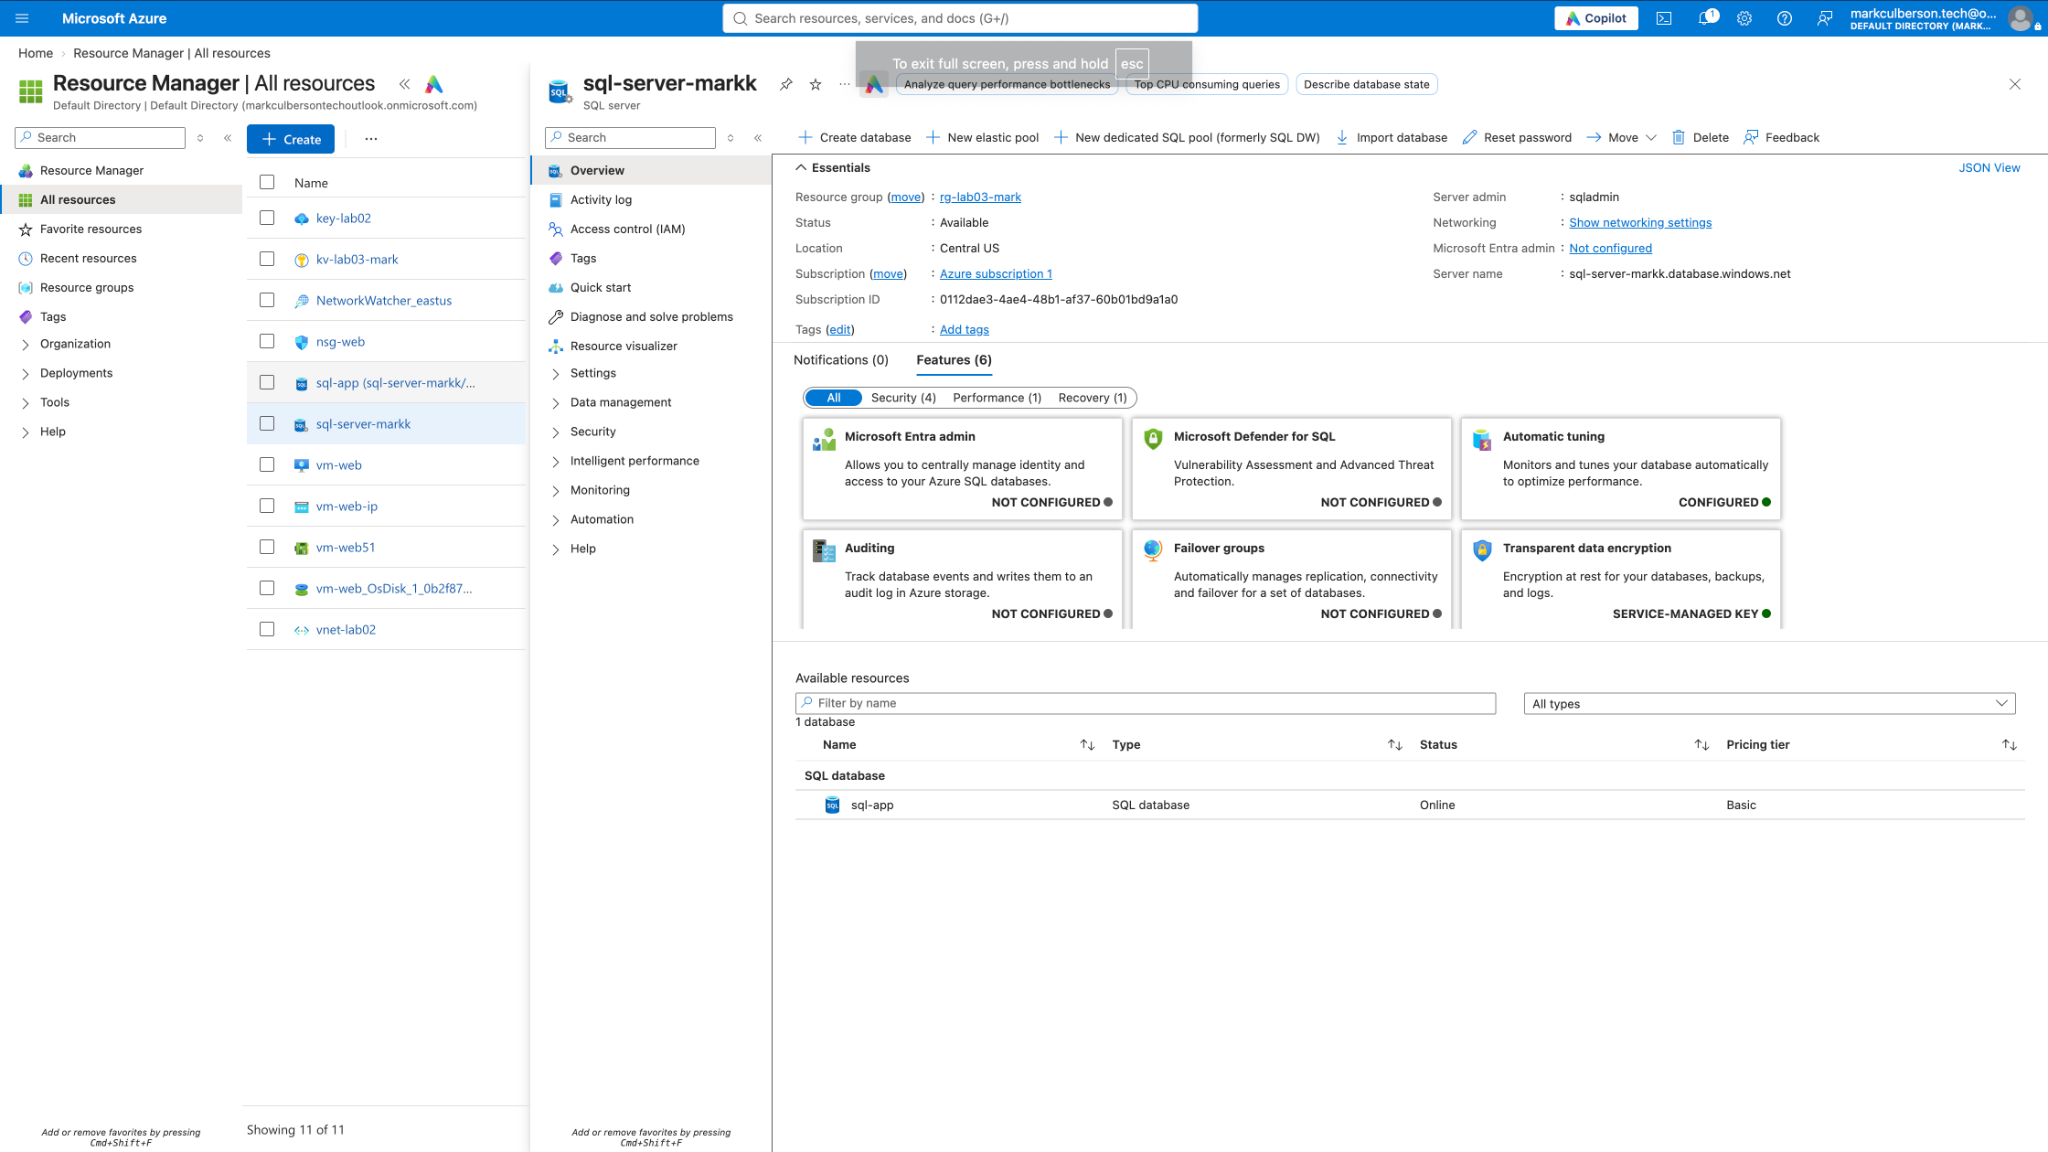 Microsoft Azure
Search resources, services, and docs (G+/)
Copilot
1
markculberson.tech@o...
DEFAULT DIRECTORY (MARK...
Home > Resource Manager | All resources
To exit full screen, press and hold esc
Resource Manager | All resources
Default Directory | Default Directory (markculbersontechoutlook.onmicrosoft.com)
Search
Resource Manager
All resources
Favorite resources
Recent resources
Resource groups
Tags
Organization
Deployments
Tools
Help
Add or remove favorites by pressing
Cmd+Shift+F
+ Create
...
Name
key-lab02
kv-lab03-mark
NetworkWatcher_eastus
nsg-web
sql-app (sql-server-markk/...
sql-server-markk
vm-web
vm-web-ip
vm-web51
vm-web_OsDisk_1_0b2f87...
vnet-lab02
Showing 11 of 11
sql-server-markk
SQL server
...
Analyze query performance bottlenecks
Top CPU consuming queries
Describe database state
Search
Overview
Activity log
Access control (IAM)
Tags
Quick start
Diagnose and solve problems
Resource visualizer
Settings
Data management
Security
Intelligent performance
Monitoring
Automation
Help
Add or remove favorites by pressing
Cmd+Shift+F
Create database
New elastic pool
New dedicated SQL pool (formerly SQL DW)
Import database
Reset password
Move
Delete
Feedback
Essentials
JSON View
Resource group (move) : rg-lab03-mark
Status : Available
Location : Central US
Subscription (move) : Azure subscription 1
Subscription ID : 0112dae3-4ae4-48b1-af37-60b01bd9a1a0
Tags (edit) : Add tags
Server admin : sqladmin
Networking : Show networking settings
Microsoft Entra admin : Not configured
Server name : sql-server-markk.database.windows.net
Notifications (0)
Features (6)
All
Security (4)
Performance (1)
Recovery (1)
Microsoft Entra admin
Allows you to centrally manage identity and
access to your Azure SQL databases.
NOT CONFIGURED
Microsoft Defender for SQL
Vulnerability Assessment and Advanced Threat
Protection.
NOT CONFIGURED
Automatic tuning
Monitors and tunes your database automatically
to optimize performance.
CONFIGURED
Auditing
Track database events and writes them to an
audit log in Azure storage.
NOT CONFIGURED
Failover groups
Automatically manages replication, connectivity
and failover for a set of databases.
NOT CONFIGURED
Transparent data encryption
Encryption at rest for your databases, backups,
and logs.
SERVICE-MANAGED KEY
Available resources
Filter by name
All types
1 database
Name Type Status Pricing tier
SQL database
sql-app SQL database Online Basic